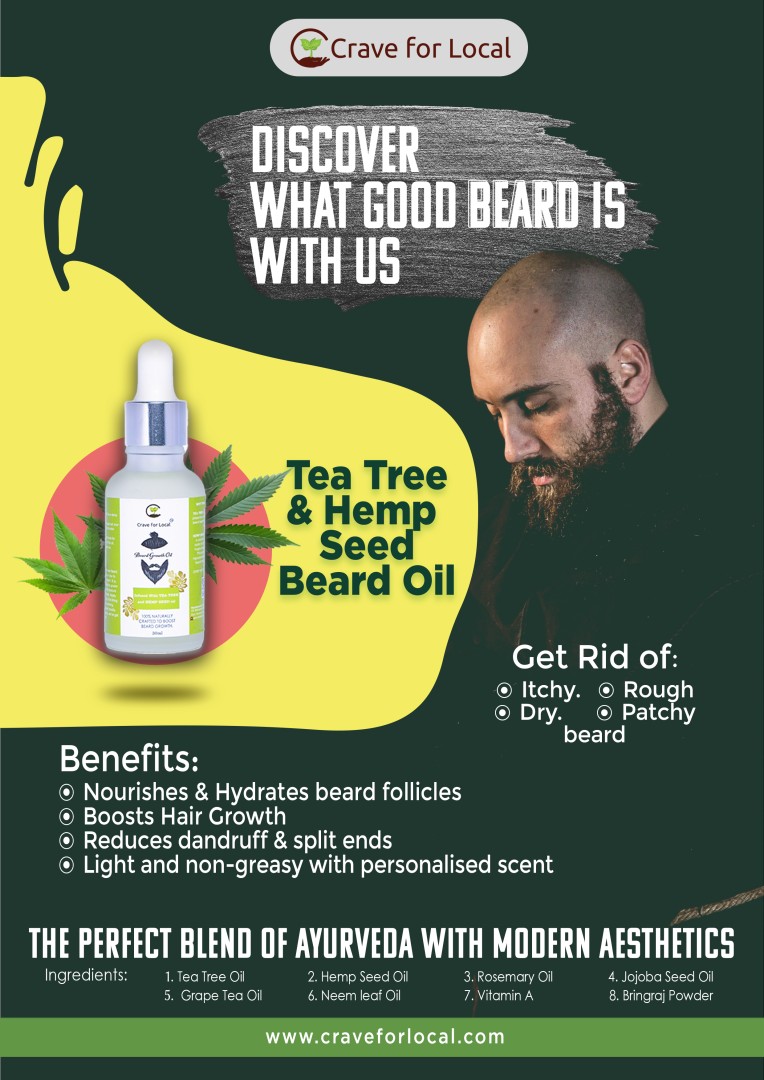 Crave for Local
DISCOVER
WHAT GOOD BEARD IS
WITH US
Tea Tree
& Hemp
Seed
Beard Oil
Crave for Local
Beard Growth Oil
100% NATURALLY
CRAFTED TO BOOST
BEARD GROWTH
Get Rid of:
Itchy. Rough
Dry. Patchy
beard
Benefits:
Nourishes & Hydrates beard follicles
Boosts Hair Growth
Reduces dandruff & split ends
Light and non-greasy with personalised scent
THE PERFECT BLEND OF AYURVEDA WITH MODERN AESTHETICS
Ingredients: 1. Tea Tree Oil 2. Hemp Seed Oil 3. Rosemary Oil 4. Jojoba Seed Oil
5. Grape Tea Oil 6. Neem leaf Oil 7. Vitamin A 8. Bringraj Powder
www.craveforlocal.com